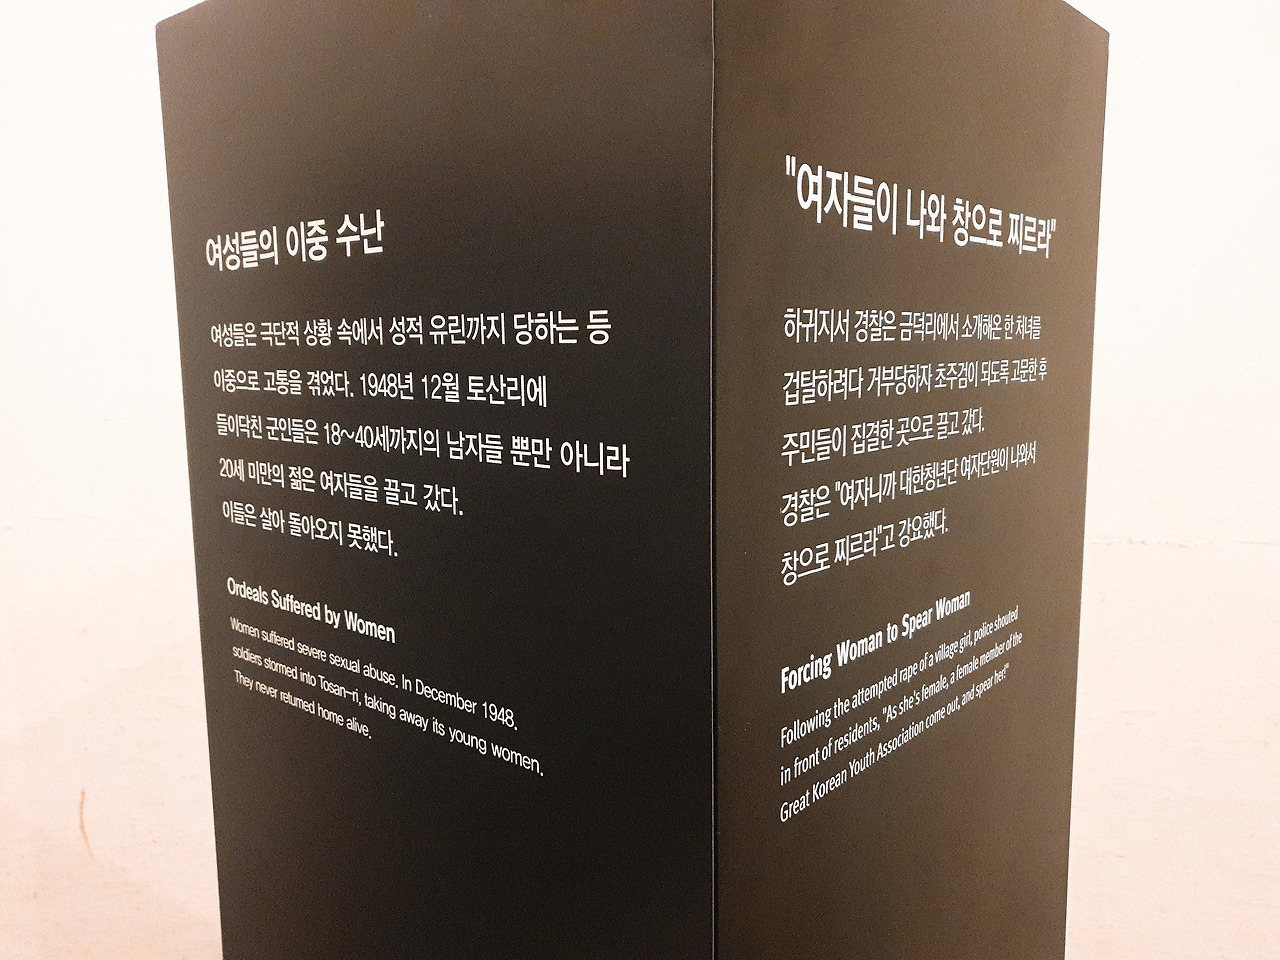 여성들의 이중 수난
여성들은 극단적 상황 속에서 성적 유린까지 당하는 등
이중으로 고통을 겪었다. 1948년 12월 토산리에
들이닥친 군인들은 18~40세까지의 남자들 뿐만 아니라
20세 미만의 젊은 여자들을 끌고 갔다.
이들은 살아 돌아오지 못했다.
Ordeals Suffered by Women
Women suffered severe sexual abuse. In December 1948,
soldiers stormed into Tosan-ri, taking away its young women.
They never returned home alive.
"여자들이 나와 창으로 찌르라"
하귀지서 경찰은 금덕리에서 소개해온 한 처녀를
겁탈하려다 거부당하자 초주검이 되도록 고문한 후
주민들이 집결한 곳으로 끌고 갔다.
경찰은 "여자니까 대한청년단 여자단원이 나와서
창으로 찌르라"고 강요했다.
Forcing Woman to Spear Woman
Following the attempted rape of a village girl, police shouted
in front of residents, "As she's female, a female member of the
Great Korean Youth Association come out, and spear her!"